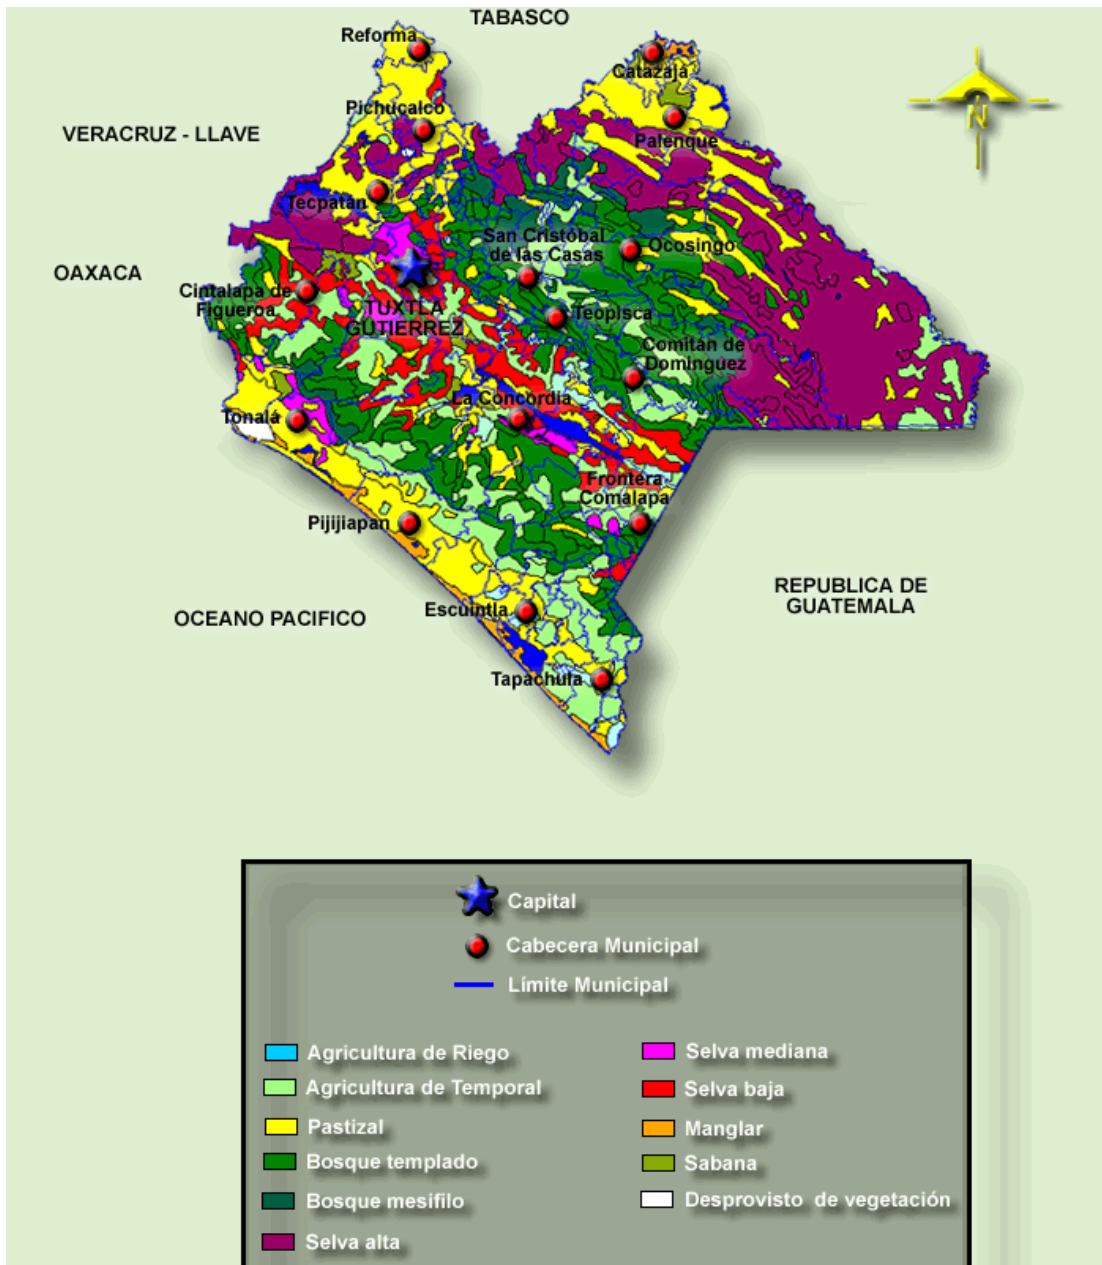 TABASCO
Reforma
Catazajá
Pichucalco
VERACRUZ - LLAVE
N
Palenque
Tecpatán
San Cristóbal
de las Casas
Ocosingo
OAXACA
Cintalapa de
Figueroa
TUXTLA
GUTIERREZ
Teopisca
Comitán de
Dominguez
La Concordia
Tonalá
Frontera
Comalapa
Pijijiapan
REPUBLICA DE
GUATEMALA
Escuintla
OCEANO PACIFICO
Tapachula
Capital
Cabecera Municipal
Límite Municipal
Agricultura de Riego
Agricultura de Temporal
Pastizal
Bosque templado
Bosque mesifilo
Selva alta
Selva mediana
Selva baja
Manglar
Sabana
Desprovisto de vegetación